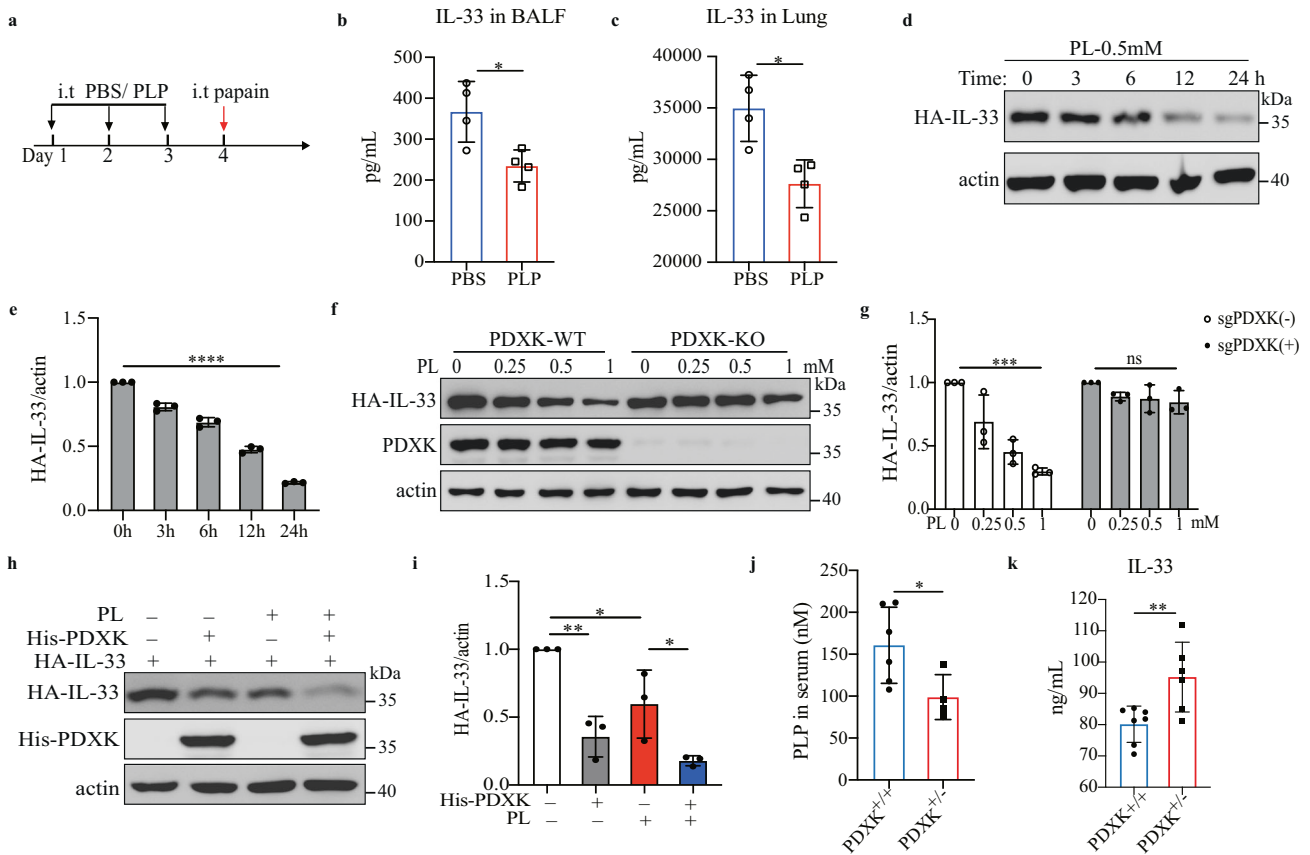 a
i.t PBS/ PLP
i.t papain
Day 1 2 3 4
b
IL-33 in BALF
pg/mL
500
400
300
200
100
0
*
PBS PLP
c
IL-33 in Lung
pg/mL
40000
35000
30000
25000
20000
*
PBS PLP
d
PL-0.5mM
Time: 0 3 6 12 24 h
kDa
HA-IL-33
35
actin
40
e
HA-IL-33/actin
1.5
1.0
0.5
0.0
****
0h 3h 6h 12h 24h
f
PDXK-WT PDXK-KO
PL 0 0.25 0.5 1 0 0.25 0.5 1 mM
kDa
HA-IL-33
35
PDXK
35
actin
40
g
sgPDXK(-)
sgPDXK(+)
HA-IL-33/actin
1.5
1.0
0.5
0.0
*** ns
PL 0 0.25 0.5 1 0 0.25 0.5 1 mM
h
PL – – + +
His-PDXK – + – +
HA-IL-33 + + + +
kDa
HA-IL-33
35
His-PDXK
35
actin
40
i
HA-IL-33/actin
1.5
1.0
0.5
0.0
*
** *
His-PDXK – + – +
PL – – + +
j
PLP in serum (nM)
250
200
150
100
50
0
*
PDXK+/+ PDXK+/-
k
IL-33
ng/mL
120
110
100
90
80
70
60
**
PDXK+/+ PDXK+/-